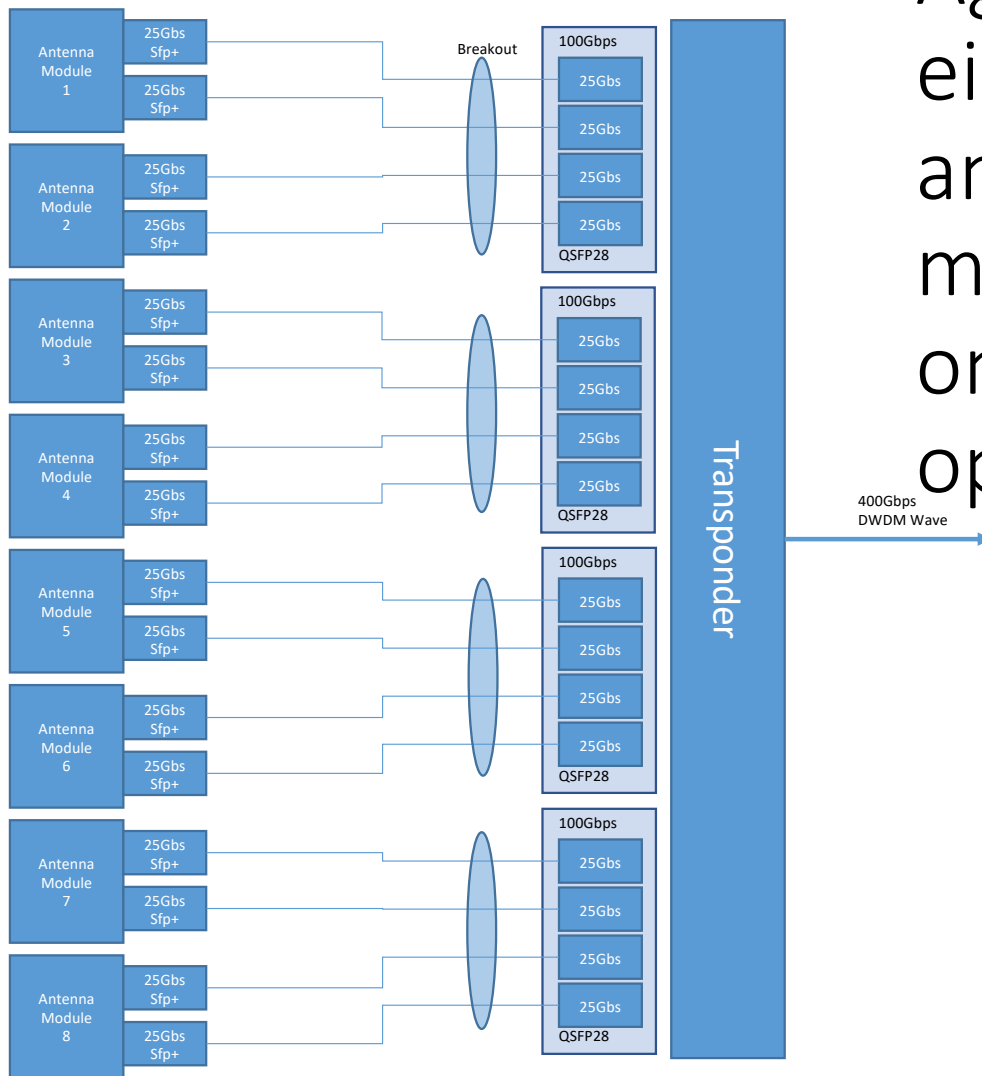 Antenna
Module
1
25Gbs
Sfp+
25Gbs
Sfp+
Antenna
Module
2
25Gbs
Sfp+
25Gbs
Sfp+
Antenna
Module
3
25Gbs
Sfp+
25Gbs
Sfp+
Antenna
Module
4
25Gbs
Sfp+
25Gbs
Sfp+
Antenna
Module
5
25Gbs
Sfp+
25Gbs
Sfp+
Antenna
Module
6
25Gbs
Sfp+
25Gbs
Sfp+
Antenna
Module
7
25Gbs
Sfp+
25Gbs
Sfp+
Antenna
Module
8
25Gbs
Sfp+
25Gbs
Sfp+
Breakout
100Gbps
25Gbs
25Gbs
25Gbs
25Gbs
QSFP28
100Gbps
25Gbs
25Gbs
25Gbs
25Gbs
QSFP28
100Gbps
25Gbs
25Gbs
25Gbs
25Gbs
QSFP28
100Gbps
25Gbs
25Gbs
25Gbs
25Gbs
QSFP28
Transponder
400Gbps
DWDM Wave